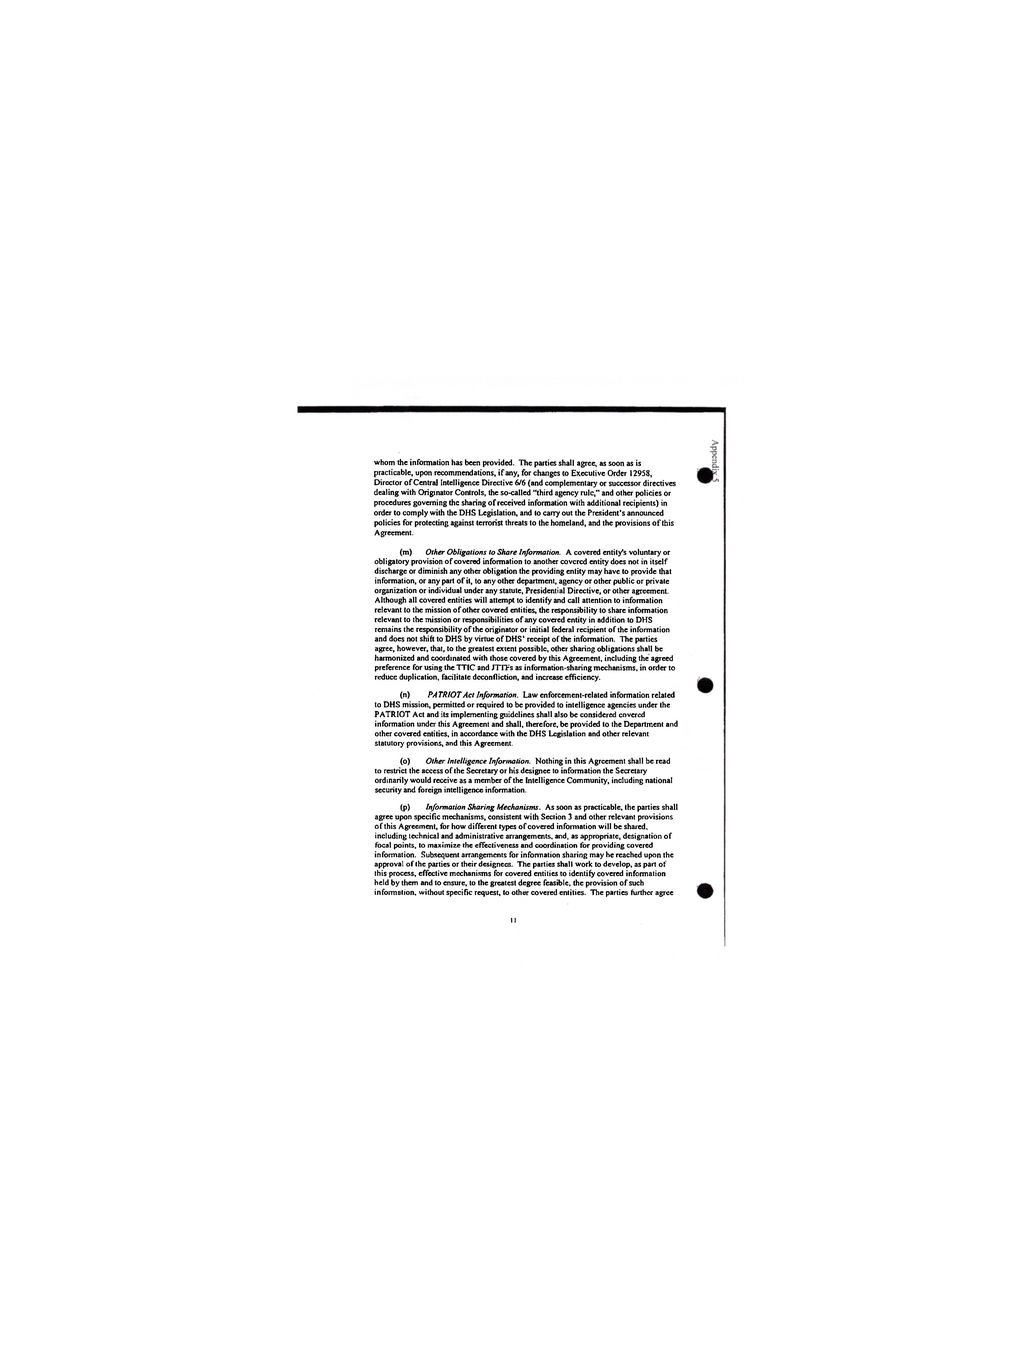 Appendix 5
whom the information has been provided. The parties shall agree, as soon as is
practicable, upon recommendations, if any, for changes to Executive Order 12958,
Director of Central Intelligence Directive 6/6 (and complementary or successor directives
dealing with Originator Controls, the so-called "third agency rule," and other policies or
procedures governing the sharing of received information with additional recipients) in
order to comply with the DHS Legislation, and to carry out the President's announced
policies for protecting against terrorist threats to the homeland, and the provisions of this
Agreement.
(m) Other Obligations to Share Information. A covered entity's voluntary or
obligatory provision of covered information to another covered entity does not in itself
discharge or diminish any other obligation the providing entity may have to provide that
information, or any part of it, to any other department, agency or other public or private
organization or individual under any statute, Presidential Directive, or other agreement.
Although all covered entities will attempt to identify and call attention to information
relevant to the mission of other covered entities, the responsibility to share information
relevant to the mission or responsibilities of any covered entity in addition to DHS
remains the responsibility of the originator or initial federal recipient of the information
and does not shift to DHS by virtue of DHS' receipt of the information. The parties
agree, however, that, to the greatest extent possible, other sharing obligations shall be
harmonized and coordinated with those covered by this Agreement, including the agreed
preference for using the TTIC and JTTFs as information-sharing mechanisms, in order to
reduce duplication, facilitate deconfliction, and increase efficiency.
(n) PATRIOT Act Information. Law enforcement-related information related
to DHS mission, permitted or required to be provided to intelligence agencies under the
PATRIOT Act and its implementing guidelines shall also be considered covered
information under this Agreement and shall, therefore, be provided to the Department and
other covered entities, in accordance with the DHS Legislation and other relevant
statutory provisions, and this Agreement.
(o) Other Intelligence Information. Nothing in this Agreement shall be read
to restrict the access of the Secretary or his designee to information the Secretary
ordinarily would receive as a member of the Intelligence Community, including national
security and foreign intelligence information.
(p) Information Sharing Mechanisms. As soon as practicable, the parties shall
agree upon specific mechanisms, consistent with Section 3 and other relevant provisions
of this Agreement, for how different types of covered information will be shared,
including technical and administrative arrangements, and, as appropriate, designation of
focal points, to maximize the effectiveness and coordination for providing covered
information. Subsequent arrangements for information sharing may be reached upon the
approval of the parties or their designees. The parties shall work to develop, as part of
this process, effective mechanisms for covered entities to identify covered information
held by them and to ensure, to the greatest degree feasible, the provision of such
information, without specific request, to other covered entities. The parties further agree
11